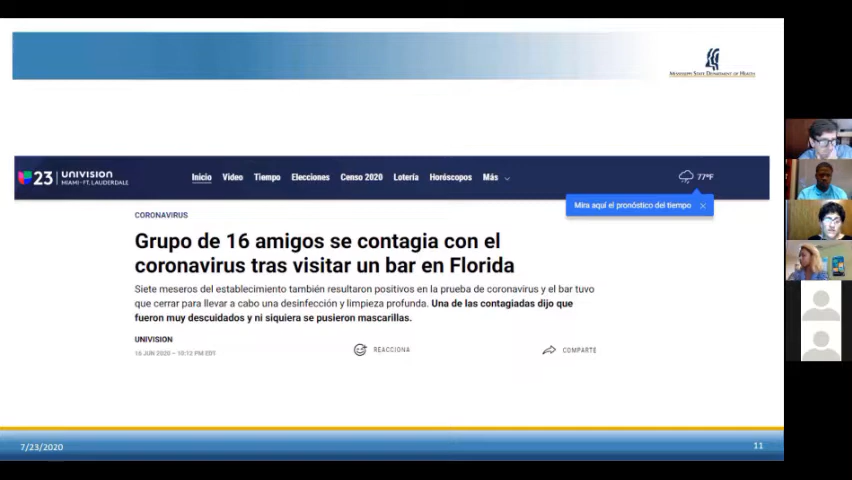 MISSISSIPPI STATE DEPARTMENT OF HEALTH
23 UNIVISION
MIAMI-FT. LAUDERDALE
Inicio Video Tiempo Elecciones Censo 2020 Lotería Horóscopos Más
77°F
Mira aquí el pronóstico del tiempo
CORONAVIRUS
Grupo de 16 amigos se contagia con el
coronavirus tras visitar un bar en Florida
Siete meseros del establecimiento también resultaron positivos en la prueba de coronavirus y el bar tuvo
que cerrar para llevar a cabo una desinfección y limpieza profunda. Una de las contagiadas dijo que
fueron muy descuidados y ni siquiera se pusieron mascarillas.
UNIVISION
16 JUN 2020 – 10:12 PM EDT
REACCIONA
COMPARTE
7/23/2020
11